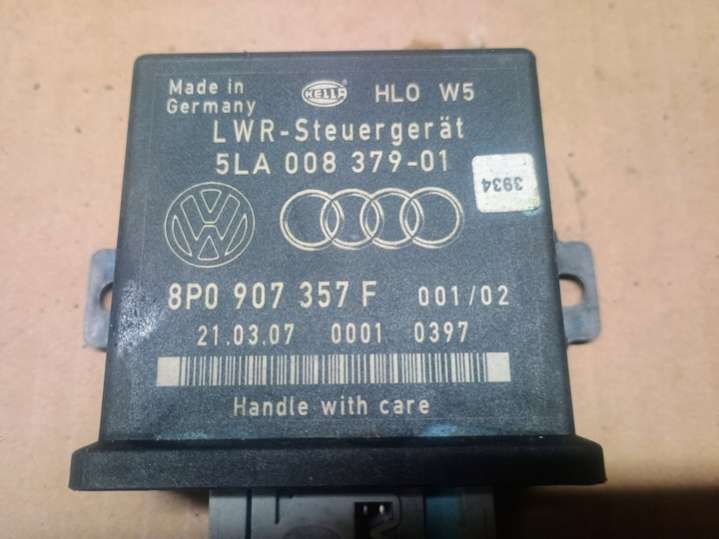 Made in
Germany
HELLA
HLO W5
LWR-Steuergerät
5LA 008 379-01
3934
8P0 907 357 F 001/02
21.03.07 0001 0397
Handle with care